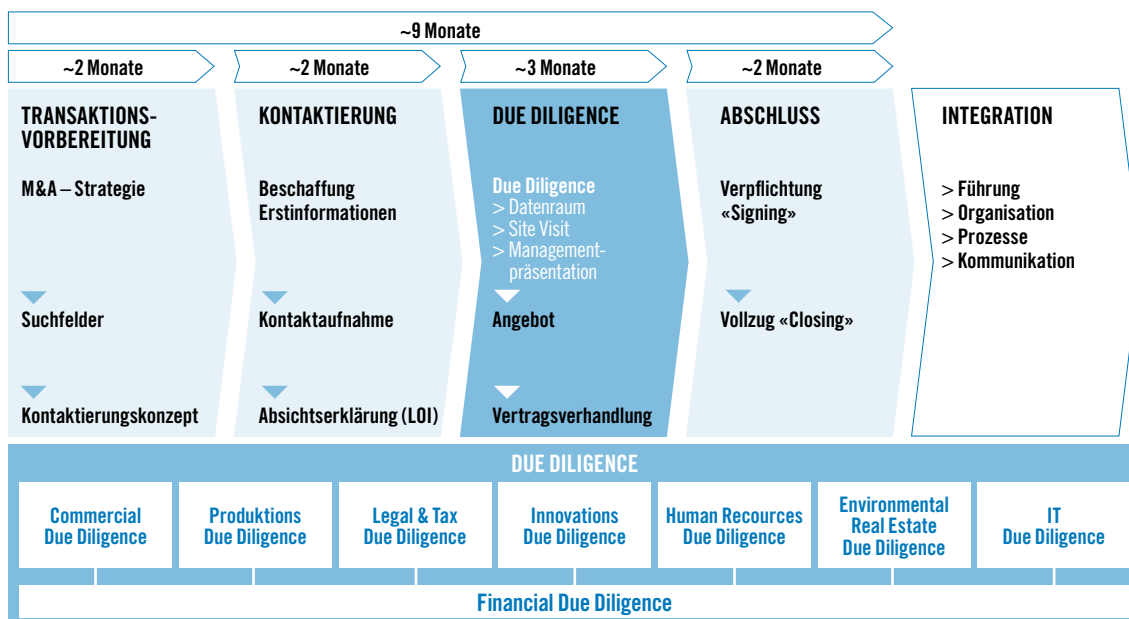 ~9 Monate
~2 Monate
~2 Monate
~3 Monate
~2 Monate
TRANSAKTIONS-
VORBEREITUNG
M&A – Strategie
Suchfelder
Kontaktierungskonzept
KONTAKTIERUNG
Beschaffung
Erstinformationen
Kontaktaufnahme
Absichtserklärung (LOI)
DUE DILIGENCE
Due Diligence
> Datenraum
> Site Visit
> Management-
präsentation
Angebot
Vertragsverhandlung
ABSCHLUSS
Verpflichtung
«Signing»
Vollzug «Closing»
INTEGRATION
> Führung
> Organisation
> Prozesse
> Kommunikation
DUE DILIGENCE
Commercial
Due Diligence
Produktions
Due Diligence
Legal & Tax
Due Diligence
Innovations
Due Diligence
Human Recources
Due Diligence
Environmental
Real Estate
Due Diligence
IT
Due Diligence
Financial Due Diligence